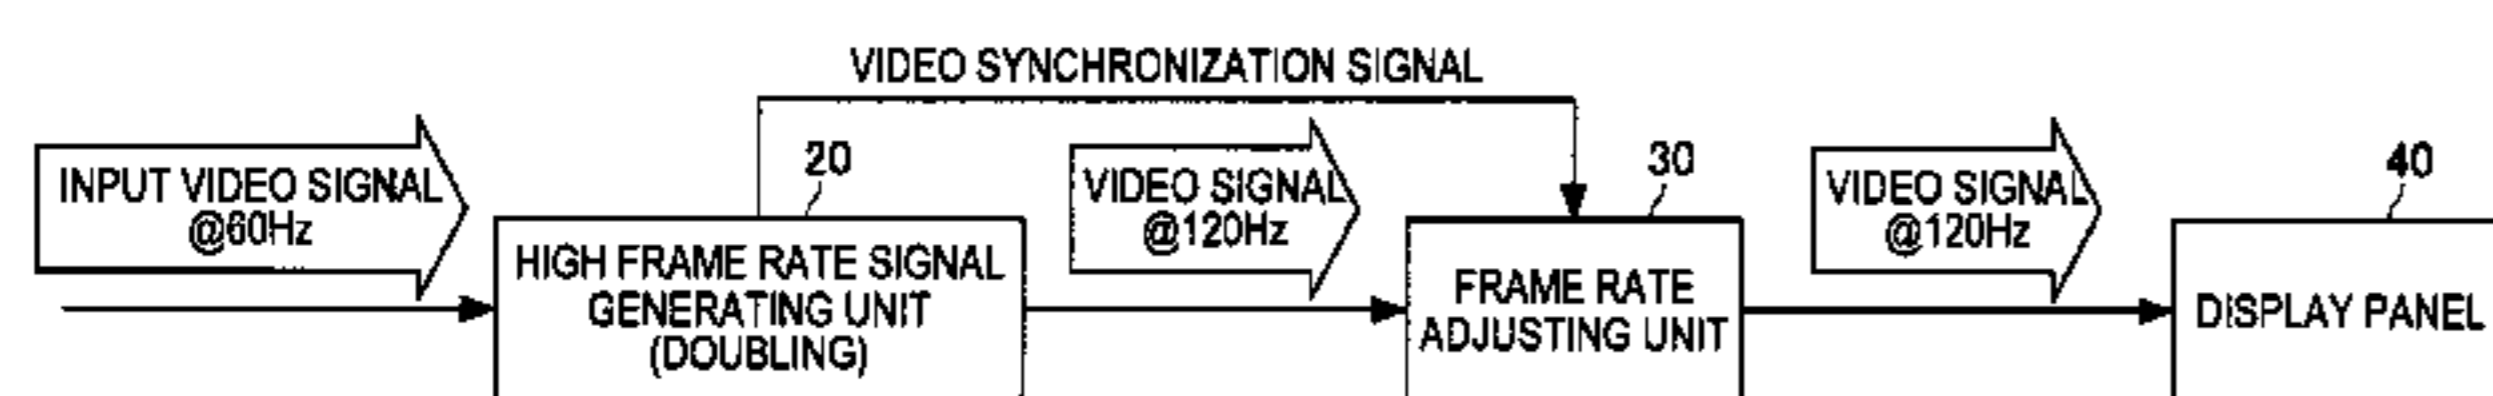 VIDEO SYNCHRONIZATION SIGNAL
INPUT VIDEO SIGNAL
@60Hz
20
HIGH FRAME RATE SIGNAL
GENERATING UNIT
(DOUBLING)
VIDEO SIGNAL
@120Hz
30
FRAME RATE
ADJUSTING UNIT
VIDEO SIGNAL
@120Hz
40
DISPLAY PANEL